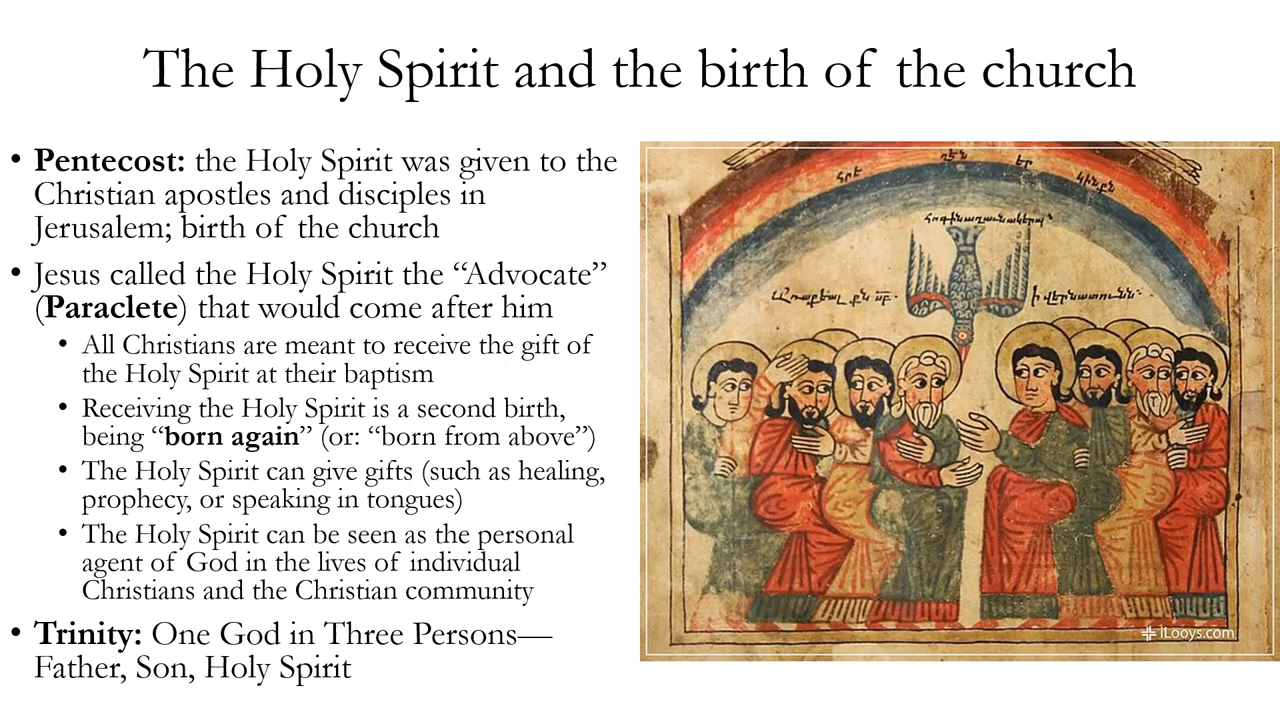 The Holy Spirit and the birth of the church
• Pentecost: the Holy Spirit was given to the
Christian apostles and disciples in
Jerusalem; birth of the church
• Jesus called the Holy Spirit the “Advocate”
(Paraclete) that would come after him
• All Christians are meant to receive the gift of
the Holy Spirit at their baptism
• Receiving the Holy Spirit is a second birth,
being “born again” (or: “born from above”)
• The Holy Spirit can give gifts (such as healing,
prophecy, or speaking in tongues)
• The Holy Spirit can be seen as the personal
agent of God in the lives of individual
Christians and the Christian community
• Trinity: One God in Three Persons—
Father, Son, Holy Spirit
iLooys.com